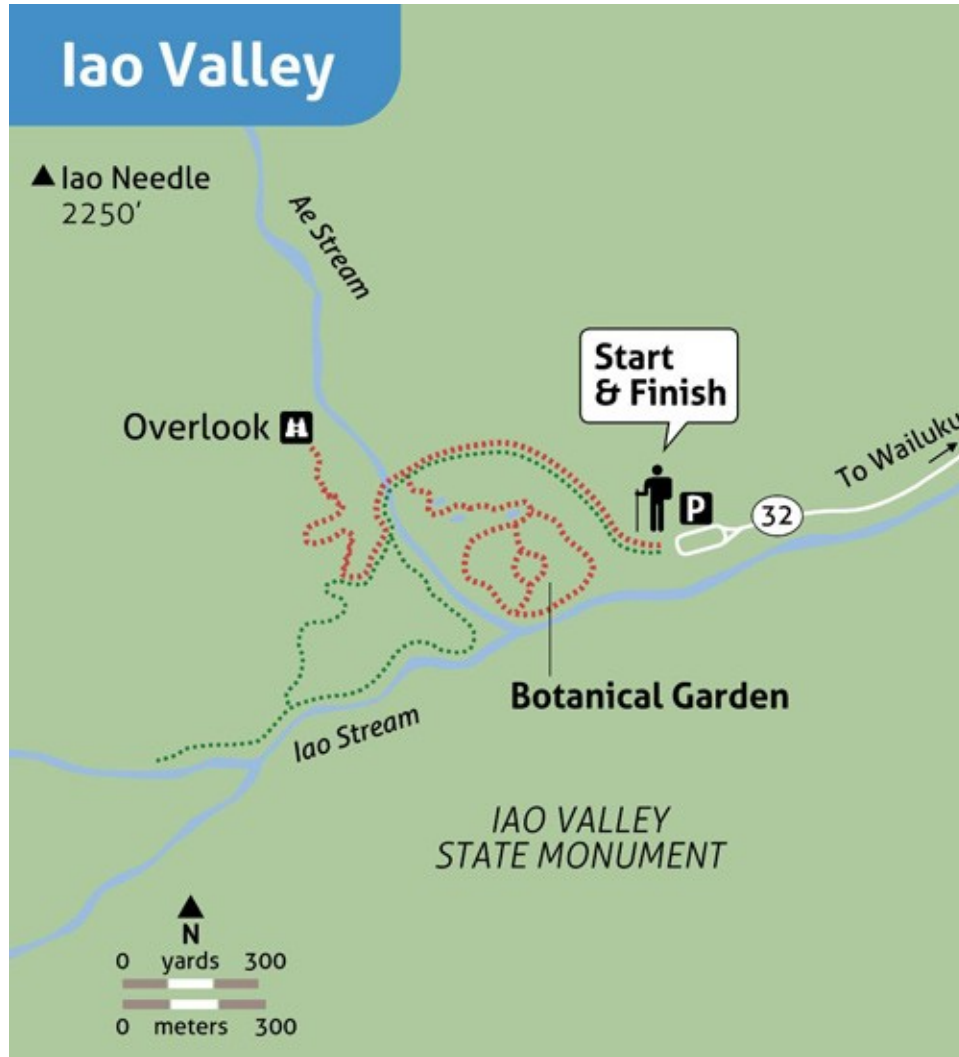 Iao Valley
Iao Needle
2250'
Ae Stream
Start
& Finish
Overlook
P
32
To Wailuku
Botanical Garden
Iao Stream
IAO VALLEY
STATE MONUMENT
N
0 yards 300
0 meters 300